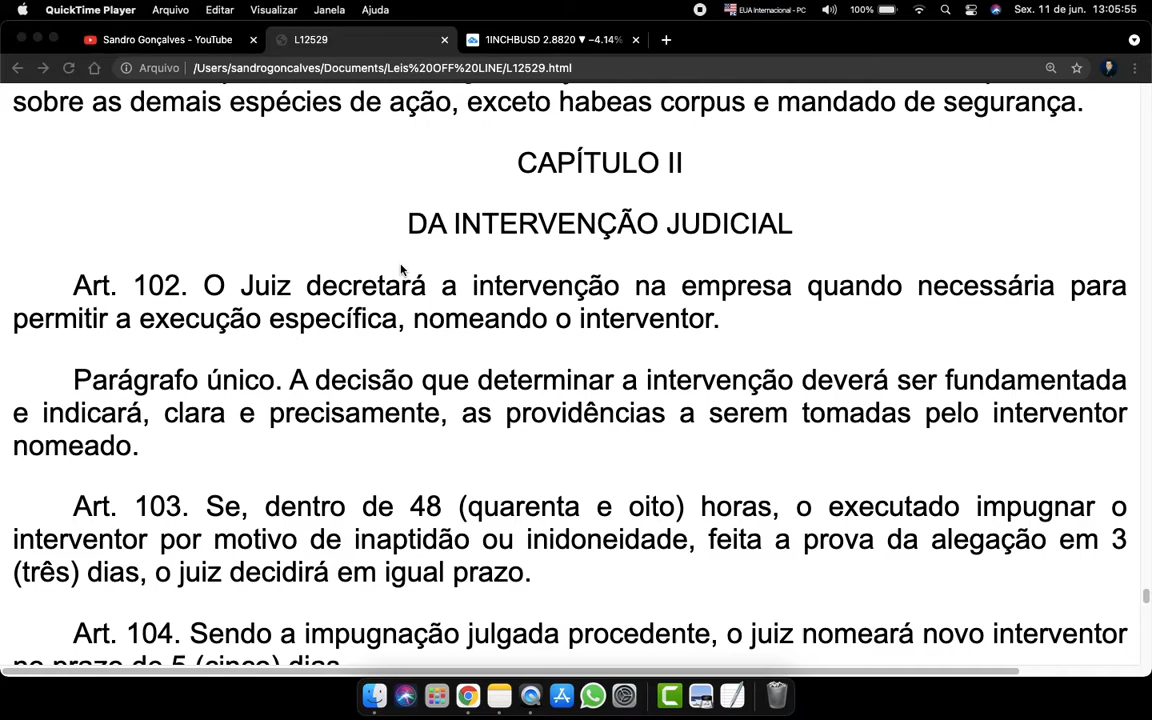 QuickTime Player Arquivo Editar Visualizar Janela Ajuda EUA Internacional - PC 100% Sex. 11 de jun. 13:05:55
Sandro Gonçalves - YouTube L12529 1INCHBUSD 2.8820 ▼ −4.14%
Arquivo /Users/sandrogoncalves/Documents/Leis%20OFF%20LINE/L12529.html
sobre as demais espécies de ação, exceto habeas corpus e mandado de segurança.
CAPÍTULO II
DA INTERVENÇÃO JUDICIAL
Art. 102. O Juiz decretará a intervenção na empresa quando necessária para
permitir a execução específica, nomeando o interventor.
Parágrafo único. A decisão que determinar a intervenção deverá ser fundamentada
e indicará, clara e precisamente, as providências a serem tomadas pelo interventor
nomeado.
Art. 103. Se, dentro de 48 (quarenta e oito) horas, o executado impugnar o
interventor por motivo de inaptidão ou inidoneidade, feita a prova da alegação em 3
(três) dias, o juiz decidirá em igual prazo.
Art. 104. Sendo a impugnação julgada procedente, o juiz nomeará novo interventor
no prazo de 5 (cinco) dias.